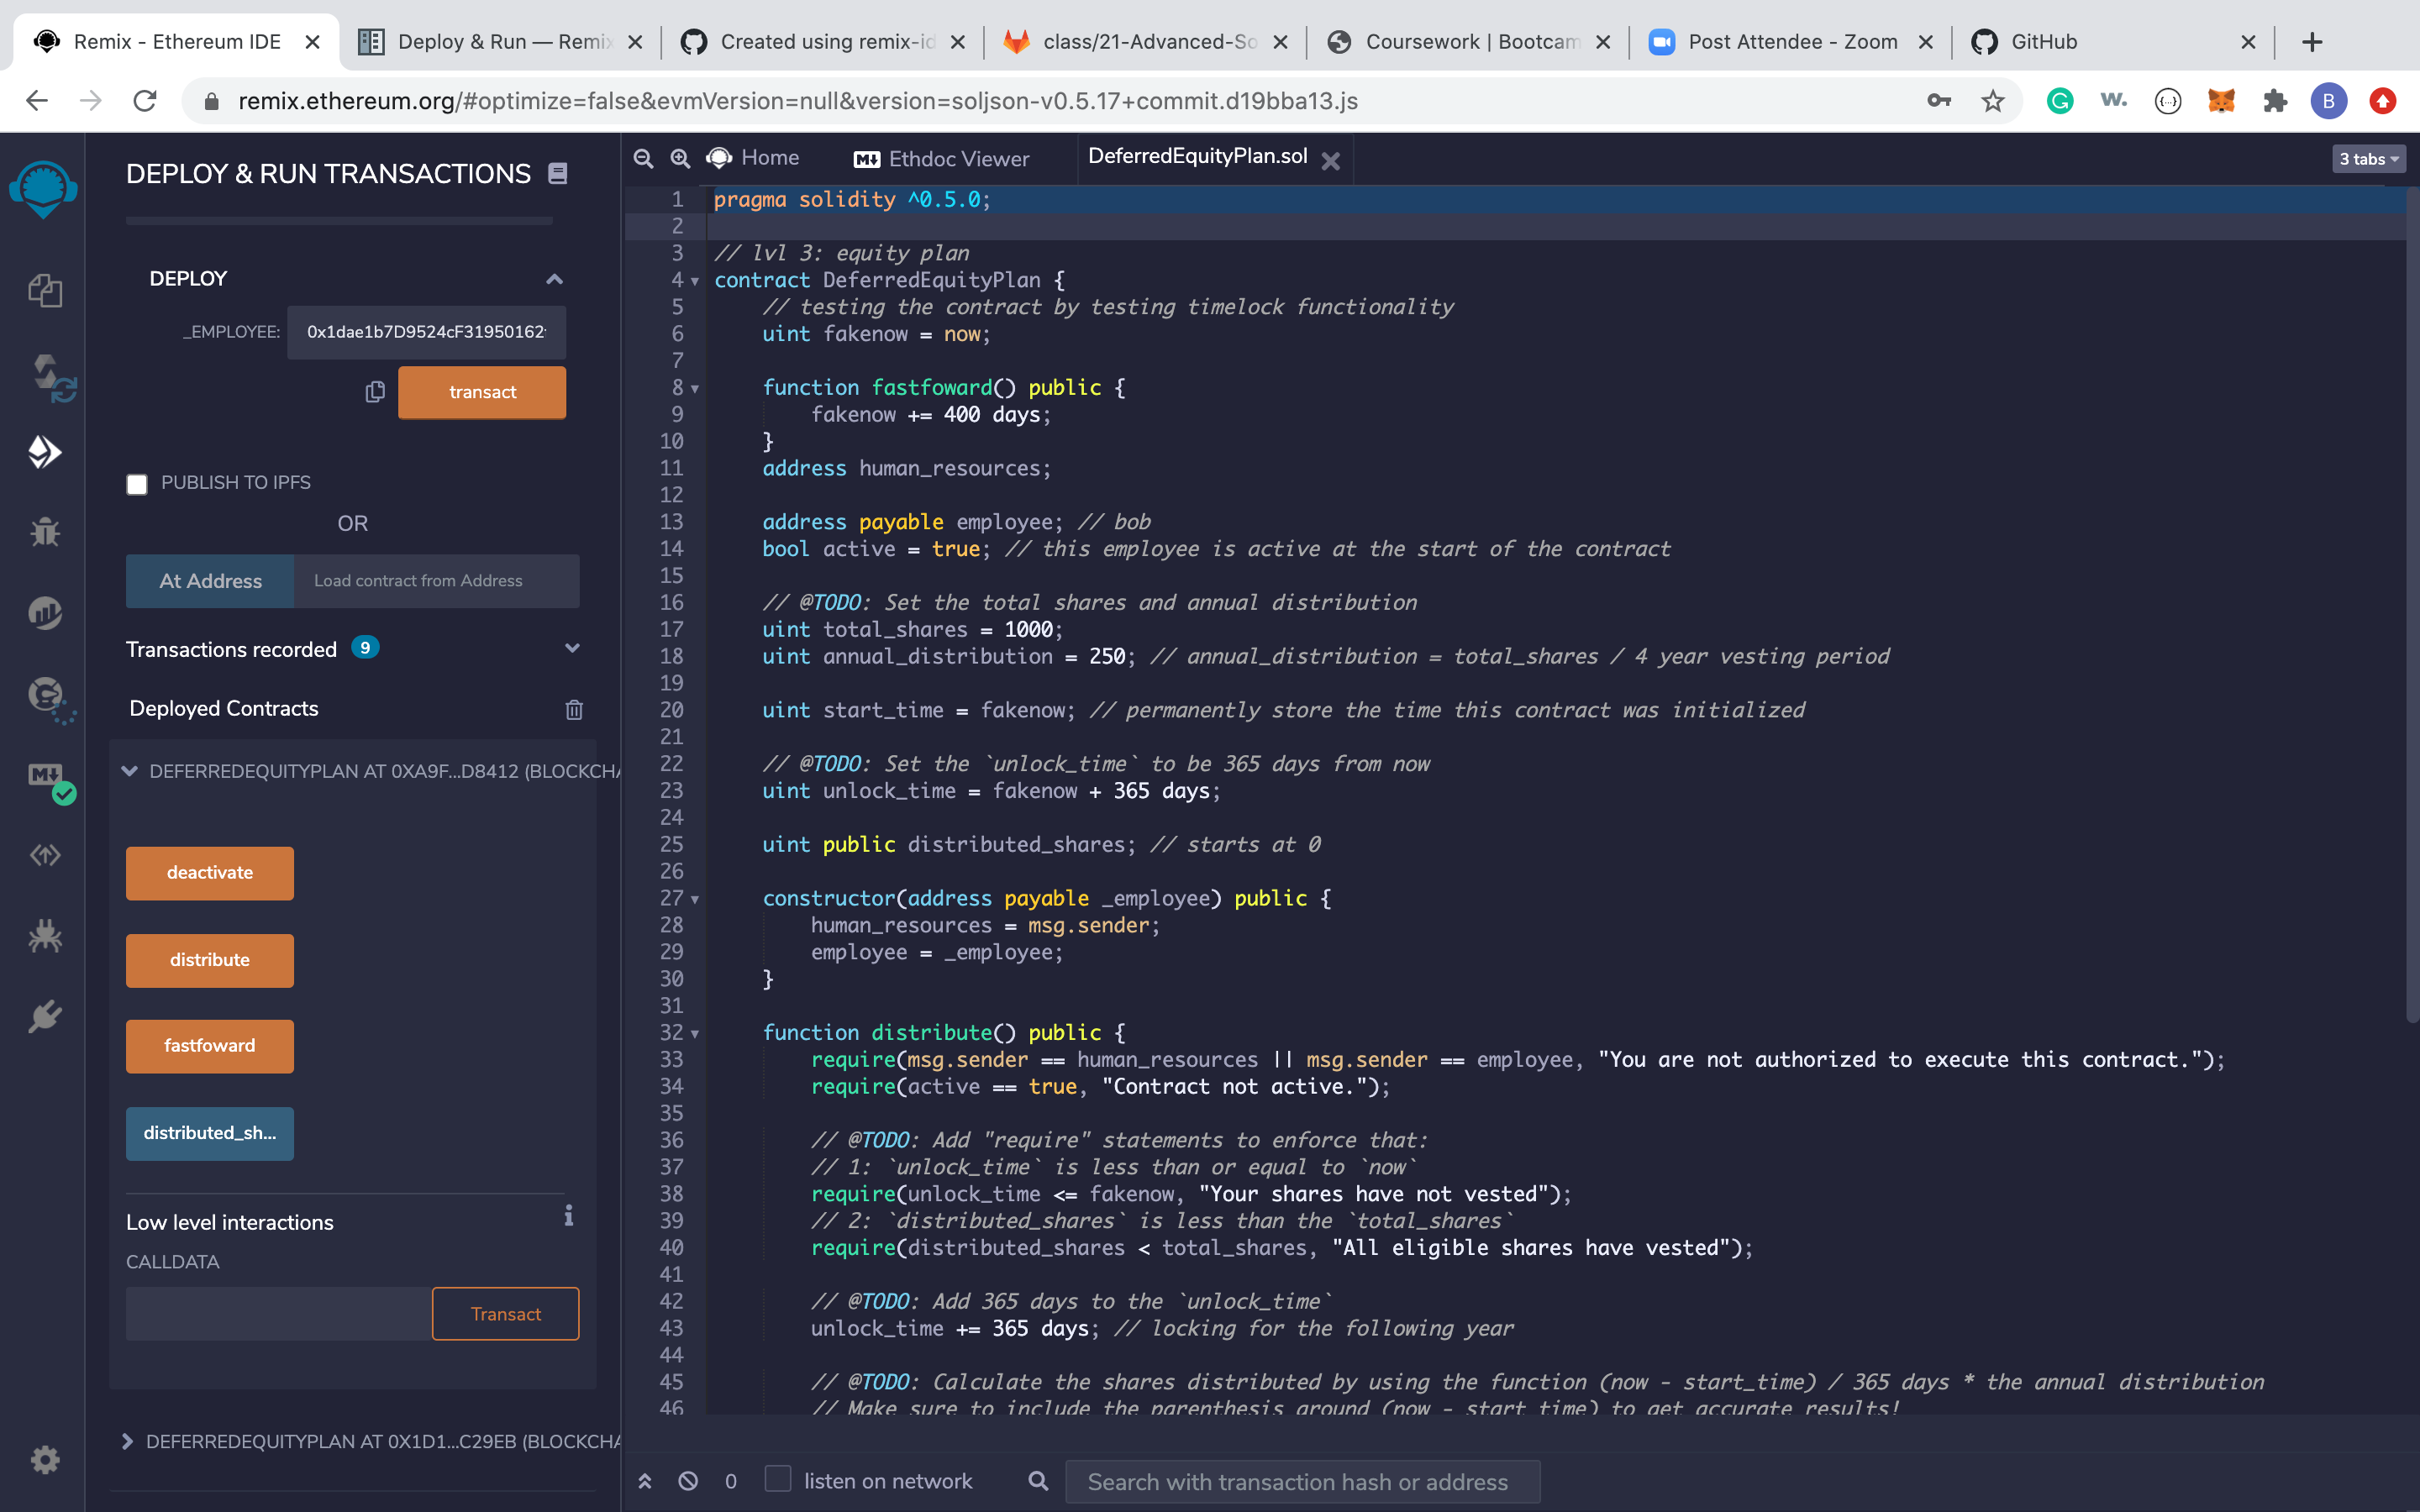 Remix - Ethereum IDE
Deploy & Run — Remix
Created using remix-id
class/21-Advanced-So
Coursework | Bootcam
Post Attendee - Zoom
GitHub
remix.ethereum.org/#optimize=false&evmVersion=null&version=soljson-v0.5.17+commit.d19bba13.js
B
DEPLOY & RUN TRANSACTIONS
DEPLOY
_EMPLOYEE:
0x1dae1b7D9524cF31950162
transact
PUBLISH TO IPFS
OR
At Address
Load contract from Address
Transactions recorded 9
Deployed Contracts
DEFERREDEQUITYPLAN AT 0XA9F...D8412 (BLOCKCHA
deactivate
distribute
fastfoward
distributed_sh...
Low level interactions
CALLDATA
Transact
DEFERREDEQUITYPLAN AT 0X1D1...C29EB (BLOCKCHA
Home
Ethdoc Viewer
DeferredEquityPlan.sol
3 tabs
1 pragma solidity ^0.5.0;
2
3 // lvl 3: equity plan
4 contract DeferredEquityPlan {
5 // testing the contract by testing timelock functionality
6 uint fakenow = now;
7
8 function fastfoward() public {
9 fakenow += 400 days;
10 }
11 address human_resources;
12
13 address payable employee; // bob
14 bool active = true; // this employee is active at the start of the contract
15
16 // @TODO: Set the total shares and annual distribution
17 uint total_shares = 1000;
18 uint annual_distribution = 250; // annual_distribution = total_shares / 4 year vesting period
19
20 uint start_time = fakenow; // permanently store the time this contract was initialized
21
22 // @TODO: Set the `unlock_time` to be 365 days from now
23 uint unlock_time = fakenow + 365 days;
24
25 uint public distributed_shares; // starts at 0
26
27 constructor(address payable _employee) public {
28 human_resources = msg.sender;
29 employee = _employee;
30 }
31
32 function distribute() public {
33 require(msg.sender == human_resources || msg.sender == employee, "You are not authorized to execute this contract.");
34 require(active == true, "Contract not active.");
35
36 // @TODO: Add "require" statements to enforce that:
37 // 1: `unlock_time` is less than or equal to `now`
38 require(unlock_time <= fakenow, "Your shares have not vested");
39 // 2: `distributed_shares` is less than the `total_shares`
40 require(distributed_shares < total_shares, "All eligible shares have vested");
41
42 // @TODO: Add 365 days to the `unlock_time`
43 unlock_time += 365 days; // locking for the following year
44
45 // @TODO: Calculate the shares distributed by using the function (now - start_time) / 365 days * the annual distribution
46 // Make sure to include the parenthesis around (now - start_time) to get accurate results!
0
listen on network
Search with transaction hash or address